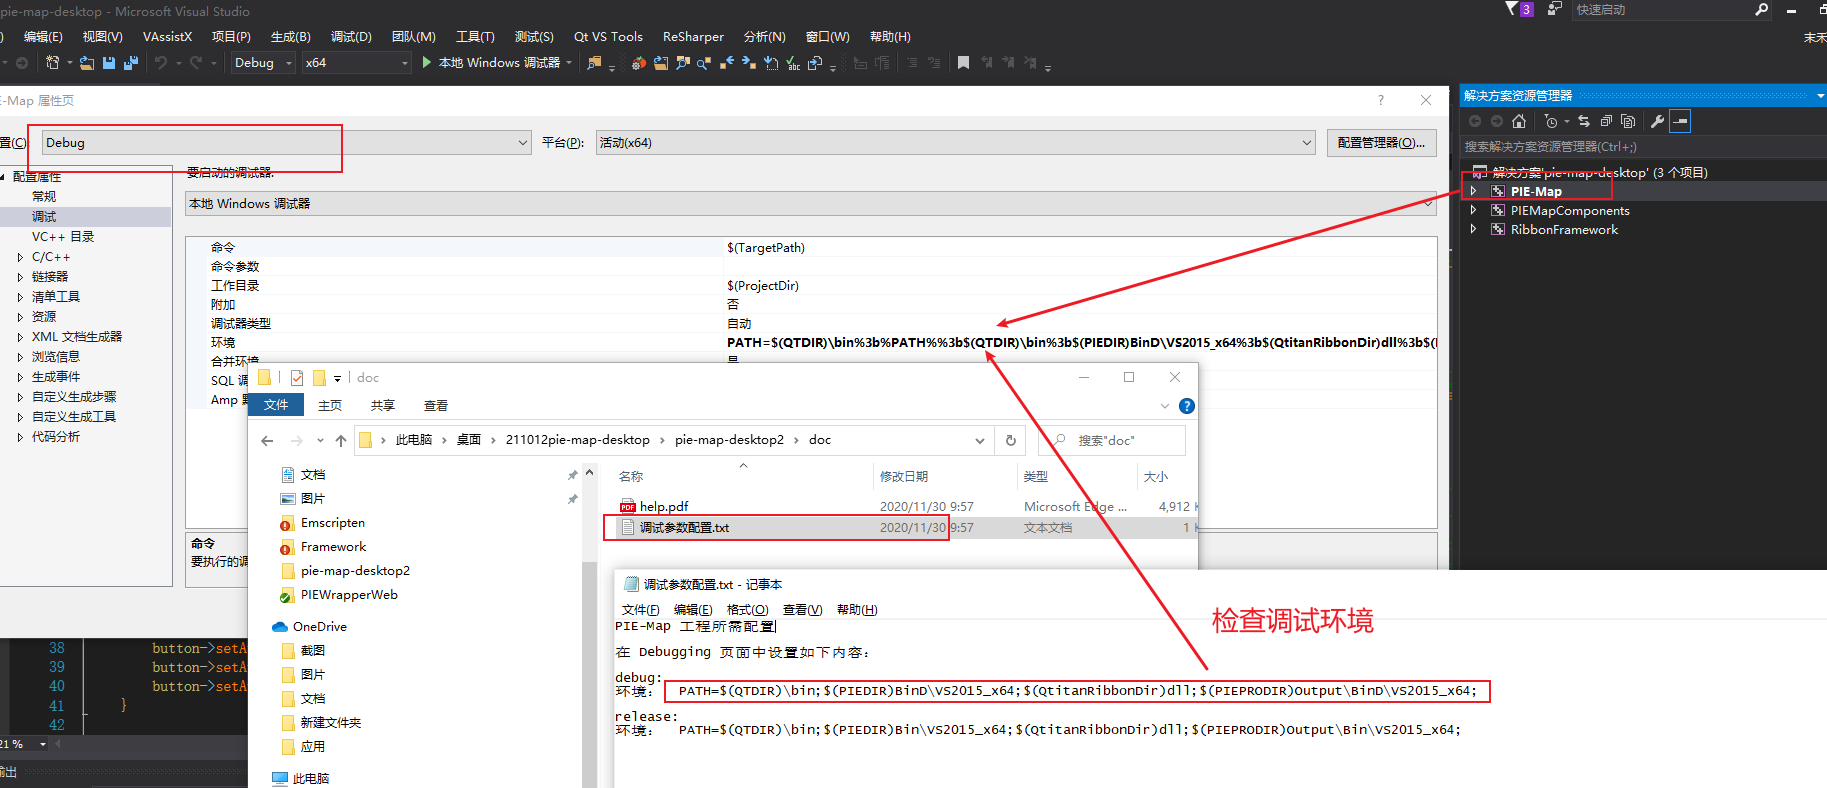 pie-map-desktop - Microsoft Visual Studio
3
快速启动
编辑(E) 视图(V) VAssistX 项目(P) 生成(B) 调试(D) 团队(M) 工具(T) 测试(S) Qt VS Tools ReSharper 分析(N) 窗口(W) 帮助(H)
Debug x64 本地 Windows 调试器
E-Map 属性页
? ×
置(C): Debug 平台(P): 活动(x64) 配置管理器(O)...
配置属性
常规
调试
VC++ 目录
C/C++
链接器
清单工具
资源
XML 文档生成器
浏览信息
生成事件
自定义生成步骤
自定义生成工具
代码分析
要启动的调试器:
本地 Windows 调试器
命令 $(TargetPath)
命令参数
工作目录 $(ProjectDir)
附加 否
调试器类型 自动
环境 PATH=$(QTDIR)\bin%3b%PATH%%3b$(QTDIR)\bin%3b$(PIEDIR)BinD\VS2015_x64%3b$(QtitanRibbonDir)dll%3b$(
合并环境 是
SQL 调
Amp 默
命令
要执行的调
解决方案资源管理器
搜索解决方案资源管理器(Ctrl+;)
解决方案'pie-map-desktop' (3 个项目)
PIE-Map
PIEMapComponents
RibbonFramework
doc
文件 主页 共享 查看
此电脑 › 桌面 › 211012pie-map-desktop › pie-map-desktop2 › doc
搜索"doc"
文档
图片
Emscripten
Framework
pie-map-desktop2
PIEWrapperWeb
OneDrive
截图
图片
文档
新建文件夹
应用
此电脑
名称 修改日期 类型 大小
help.pdf 2020/11/30 9:57 Microsoft Edge ... 4,912 K
调试参数配置.txt 2020/11/30 9:57 文本文档 1 K
调试参数配置.txt - 记事本
文件(F) 编辑(E) 格式(O) 查看(V) 帮助(H)
PIE-Map 工程所需配置
在 Debugging 页面中设置如下内容：
debug:
环境： PATH=$(QTDIR)\bin;$(PIEDIR)BinD\VS2015_x64;$(QtitanRibbonDir)dll;$(PIEPRODIR)Output\BinD\VS2015_x64;
release:
环境： PATH=$(QTDIR)\bin;$(PIEDIR)Bin\VS2015_x64;$(QtitanRibbonDir)dll;$(PIEPRODIR)Output\Bin\VS2015_x64;
检查调试环境
38 button->setA
39 button->setA
40 button->setA
41 }
42
21 %
输出